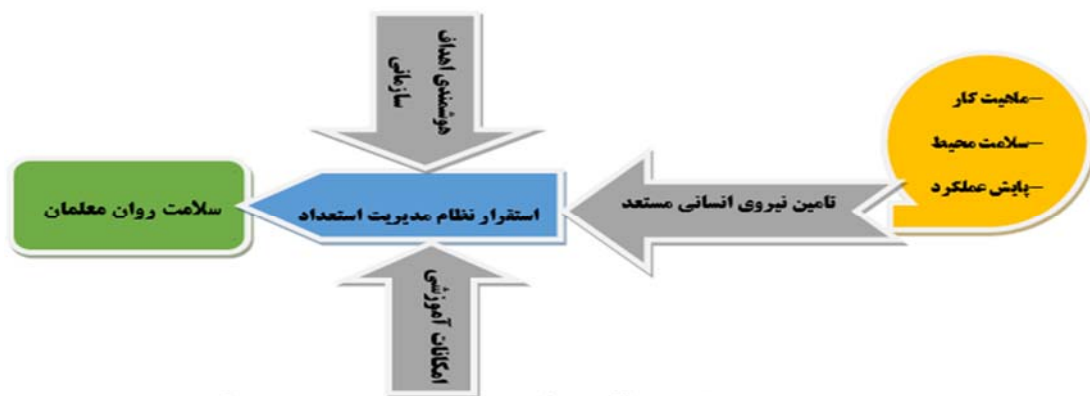 هوشمندی اهداف
سازمانی
–ماهیت کار
–سلامت محیط
–پایش عملکرد
تامین نیروی انسانی مستعد
استقرار نظام مدیریت استعداد
سلامت روان معلمان
امکانات آموزشی